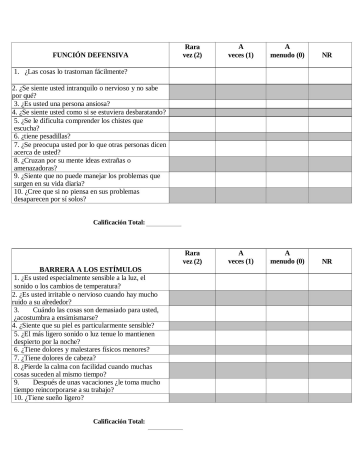 FUNCIÓN DEFENSIVA
Rara
vez (2)
A
veces (1)
A
menudo (0)
NR
1. ¿Las cosas lo trastornan fácilmente?
2. ¿Se siente usted intranquilo o nervioso y no sabe
por qué?
3. ¿Es usted una persona ansiosa?
4. ¿Se siente usted como si se estuviera desbaratando?
5. ¿Se le dificulta comprender los chistes que
escucha?
6. ¿tiene pesadillas?
7. ¿Se preocupa usted por lo que otras personas dicen
acerca de usted?
8. ¿Cruzan por su mente ideas extrañas o
amenazadoras?
9. ¿Siente que no puede manejar los problemas que
surgen en su vida diaria?
10. ¿Cree que si no piensa en sus problemas
desaparecen por sí solos?
Calificación Total: __________
BARRERA A LOS ESTÍMULOS
Rara
vez (2)
A
veces (1)
A
menudo (0)
NR
1. ¿Es usted especialmente sensible a la luz, el
sonido o los cambios de temperatura?
2. ¿Es usted irritable o nervioso cuando hay mucho
ruido a su alrededor?
3. Cuándo las cosas son demasiado para usted,
¿acostumbra a ensimismarse?
4. ¿Siente que su piel es particularmente sensible?
5. ¿El más ligero sonido o luz tenue lo mantienen
despierto por la noche?
6. ¿Tiene dolores y malestares físicos menores?
7. ¿Tiene dolores de cabeza?
8. ¿Pierde la calma con facilidad cuando muchas
cosas suceden al mismo tiempo?
9. Después de unas vacaciones ¿le toma mucho
tiempo reincorporarse a su trabajo?
10. ¿Tiene sueño ligero?
Calificación Total:
__________